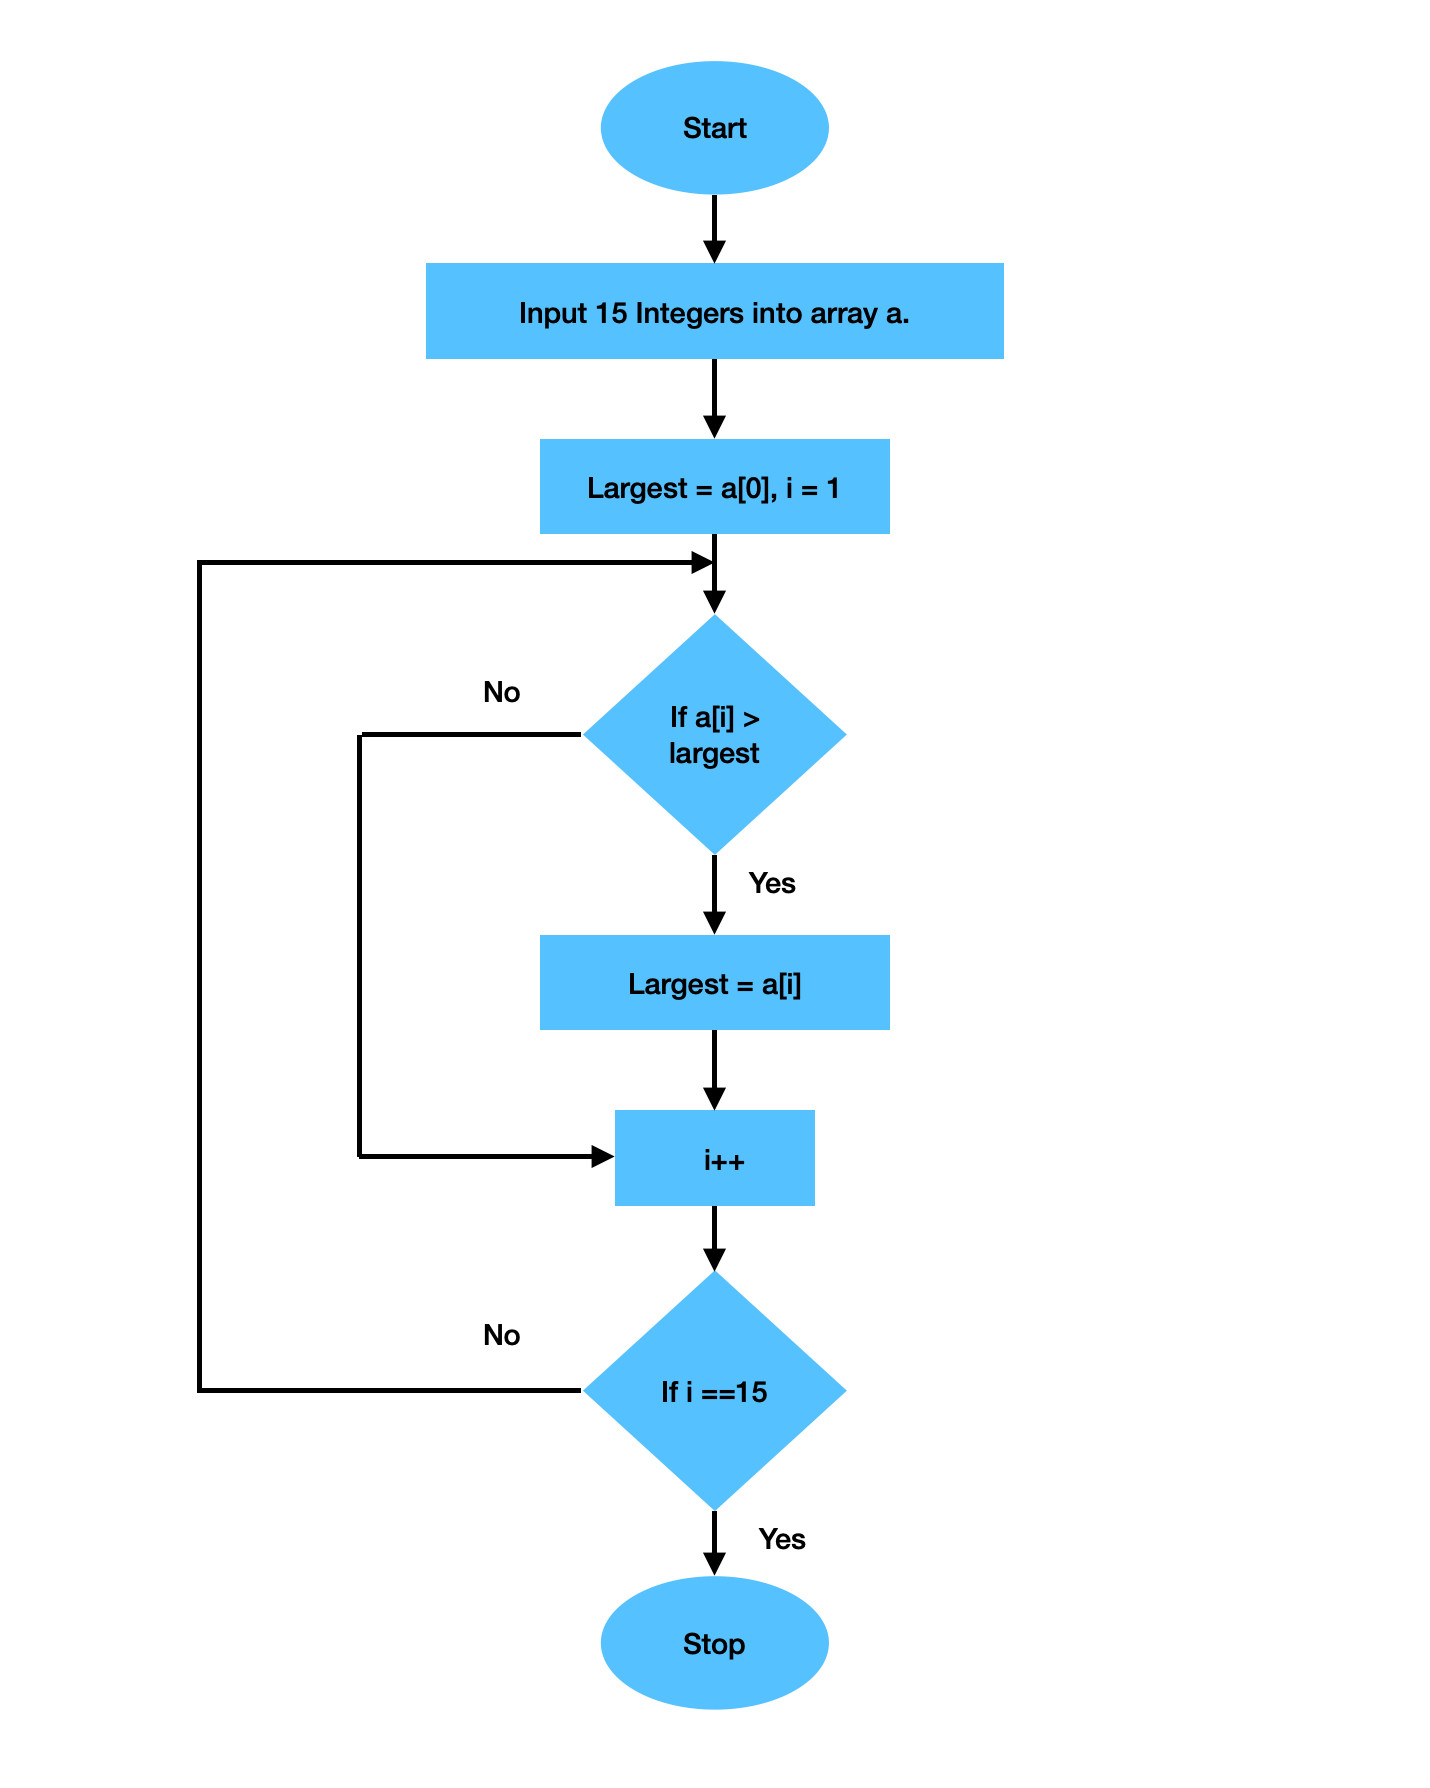 Start
Input 15 Integers into array a.
Largest = a[0], i = 1
No
If a[i] >
largest
Yes
Largest = a[i]
i++
No
If i ==15
Yes
Stop